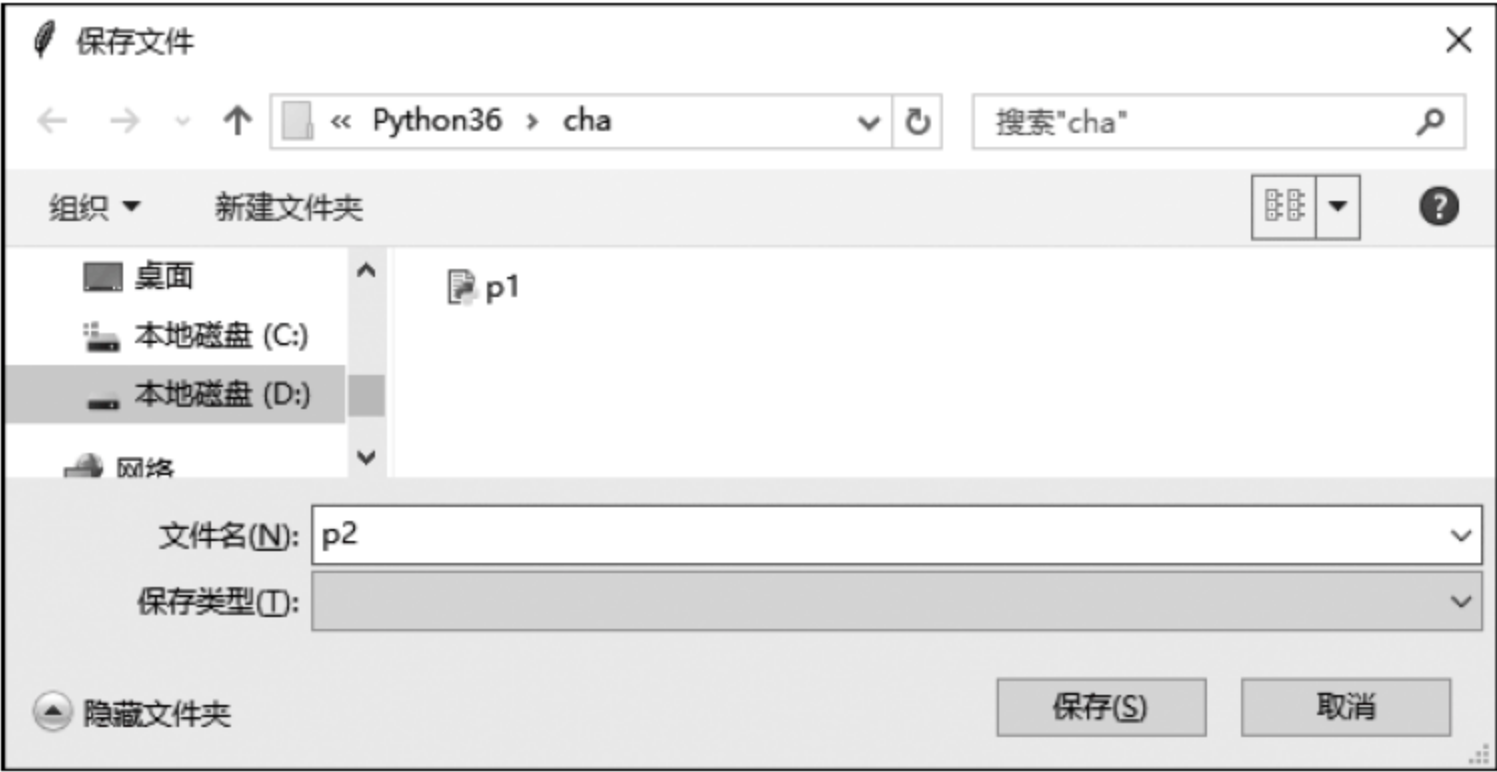 保存文件
« Python36 › cha
搜索"cha"
组织 新建文件夹
桌面
p1
本地磁盘 (C:)
本地磁盘 (D:)
网络
文件名(N): p2
保存类型(T):
隐藏文件夹
保存(S) 取消